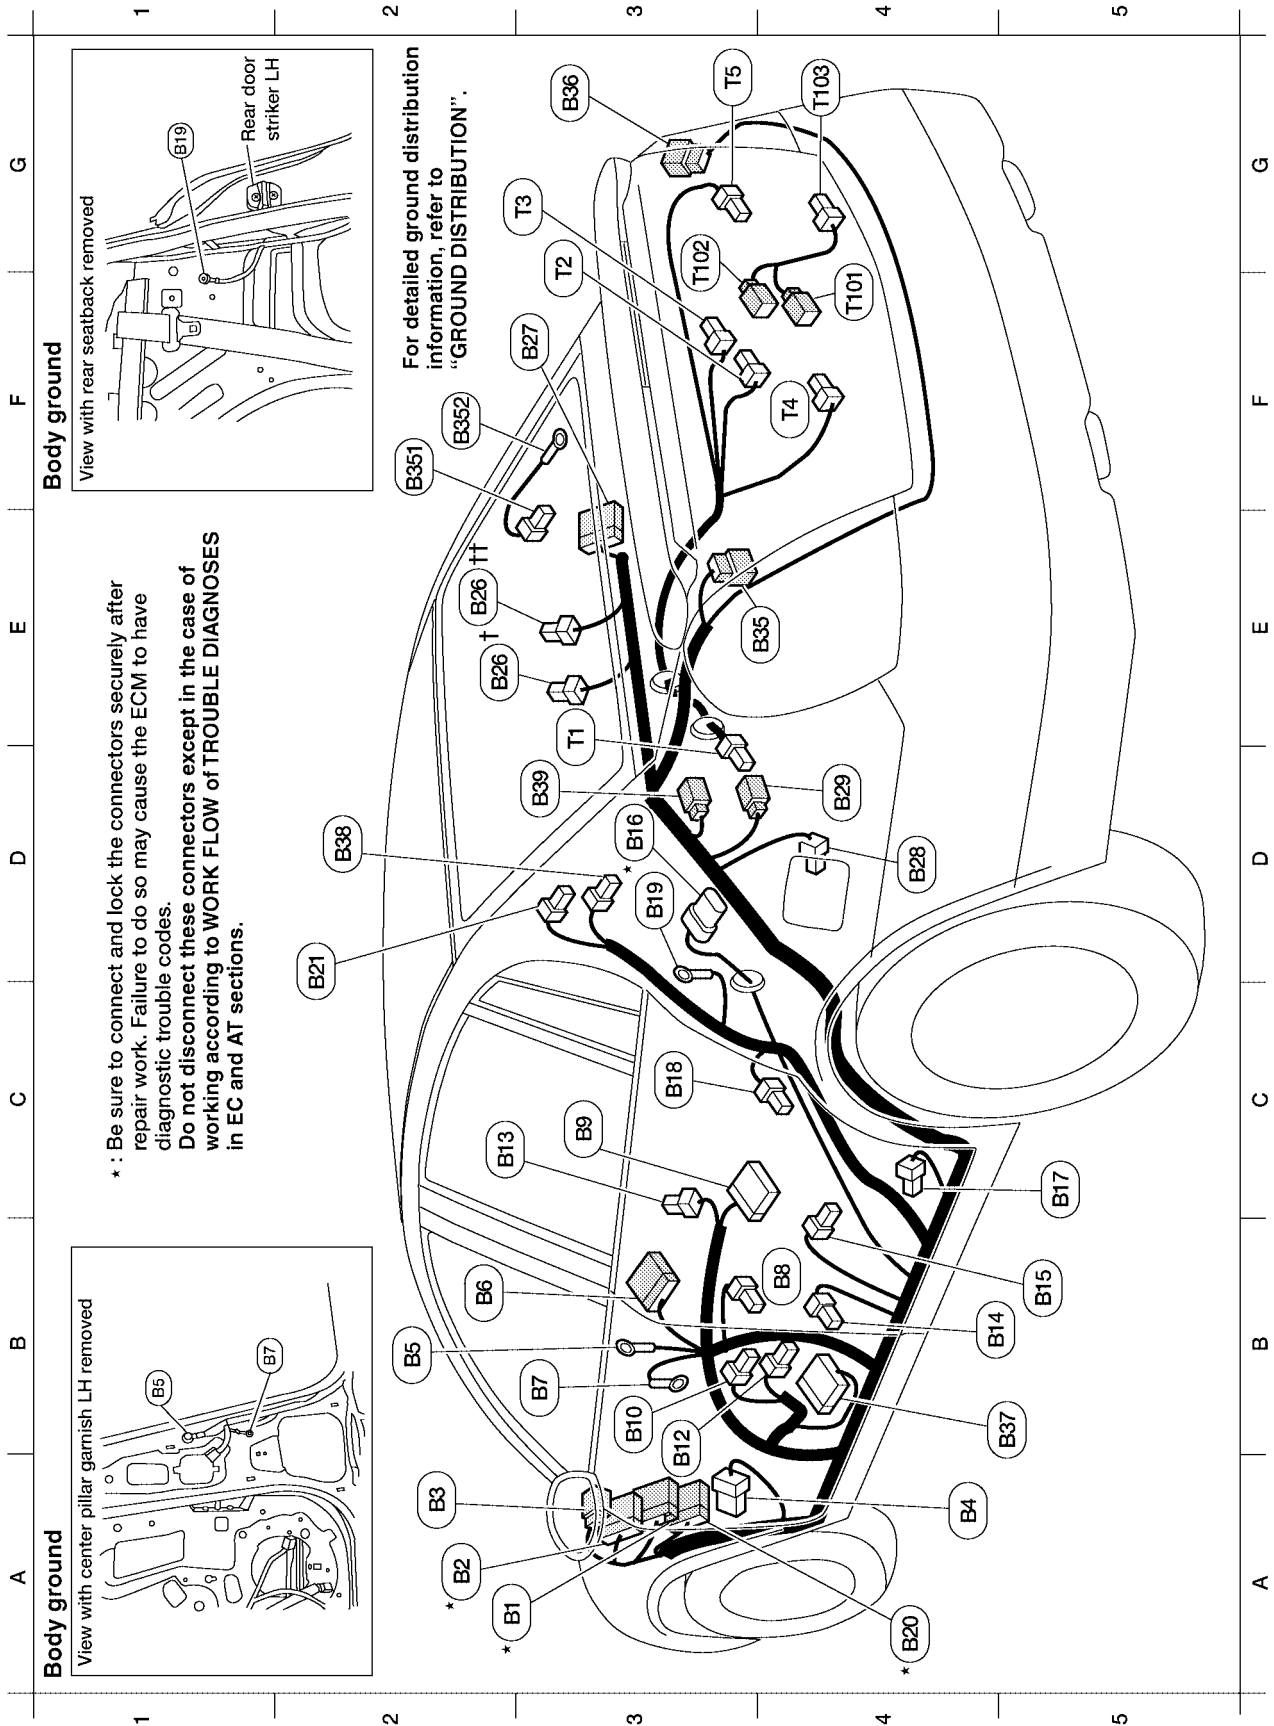 A
B
C
D
E
F
G
1
2
3
4
5
Body ground
View with center pillar garnish LH removed
B5
B7
★ : Be sure to connect and lock the connectors securely after
repair work. Failure to do so may cause the ECM to have
diagnostic trouble codes.
Do not disconnect these connectors except in the case of
working according to WORK FLOW of TROUBLE DIAGNOSES
in EC and AT sections.
Body ground
View with rear seatback removed
B19
Rear door
striker LH
For detailed ground distribution
information, refer to
“GROUND DISTRIBUTION”.
B21
B38
★
B351
B352
B5
B3
B2
★
B1
★
B7
B6
B13
B26 †
B26 ††
B27
B39
T1
T2
T3
B36
B9
B10
B12
B18
B19
B16
T102
T5
B8
B35
B29
T4
T101
T103
B28
B4
B20
★
B37
B14
B15
B17
A
B
C
D
E
F
G
1
2
3
4
5